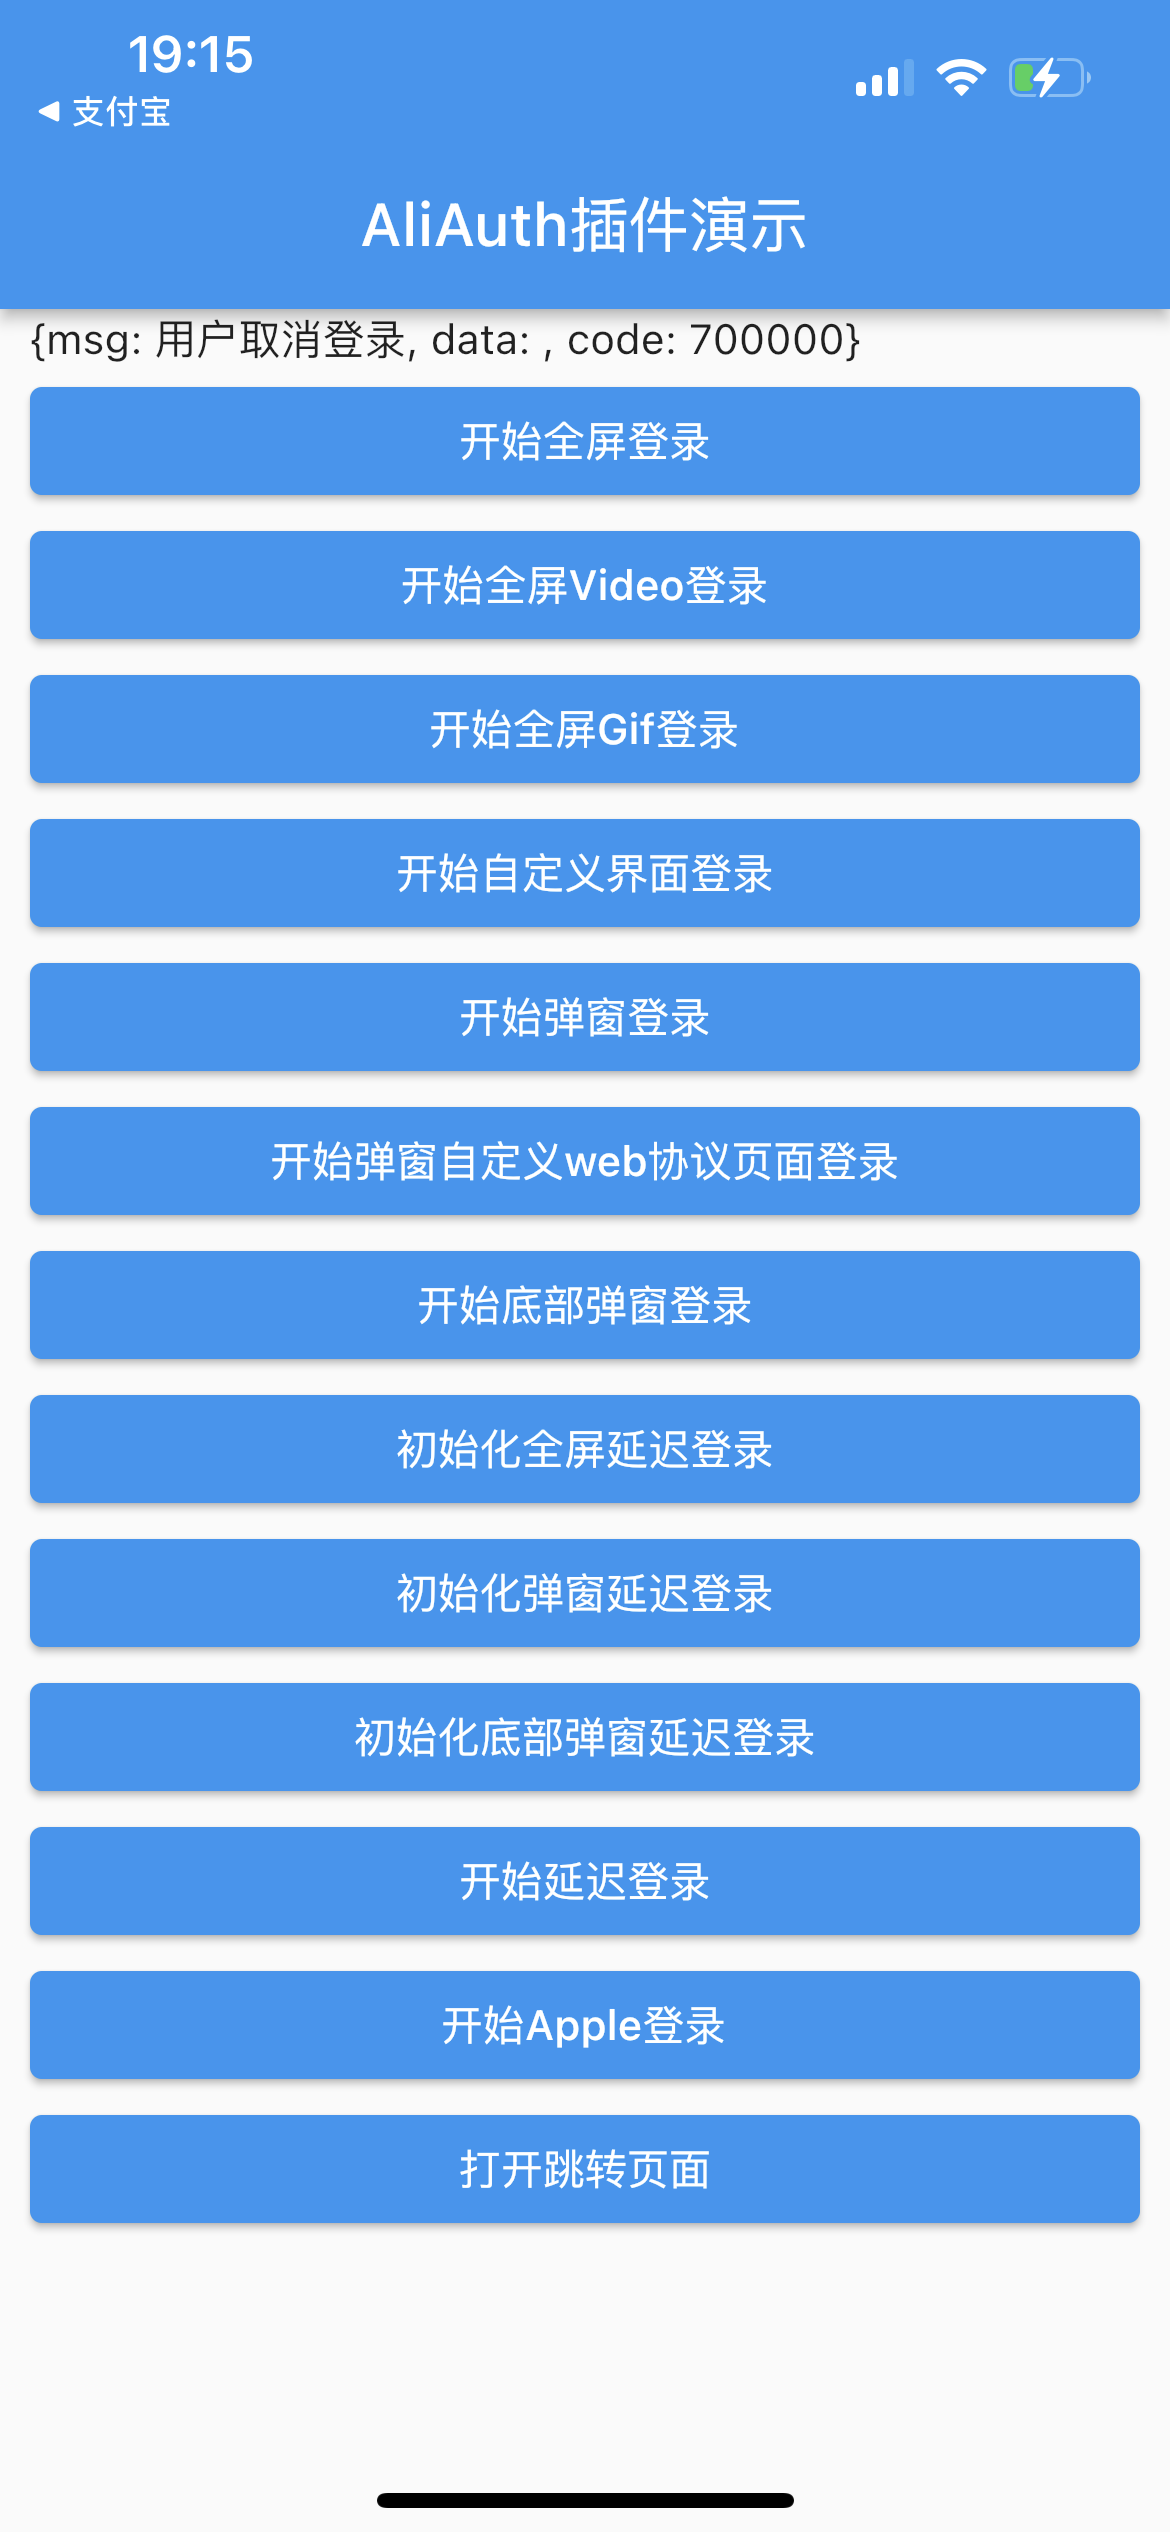 19:15
◀ 支付宝
AliAuth插件演示
{msg: 用户取消登录, data: , code: 700000}
开始全屏登录
开始全屏Video登录
开始全屏Gif登录
开始自定义界面登录
开始弹窗登录
开始弹窗自定义web协议页面登录
开始底部弹窗登录
初始化全屏延迟登录
初始化弹窗延迟登录
初始化底部弹窗延迟登录
开始延迟登录
开始Apple登录
打开跳转页面